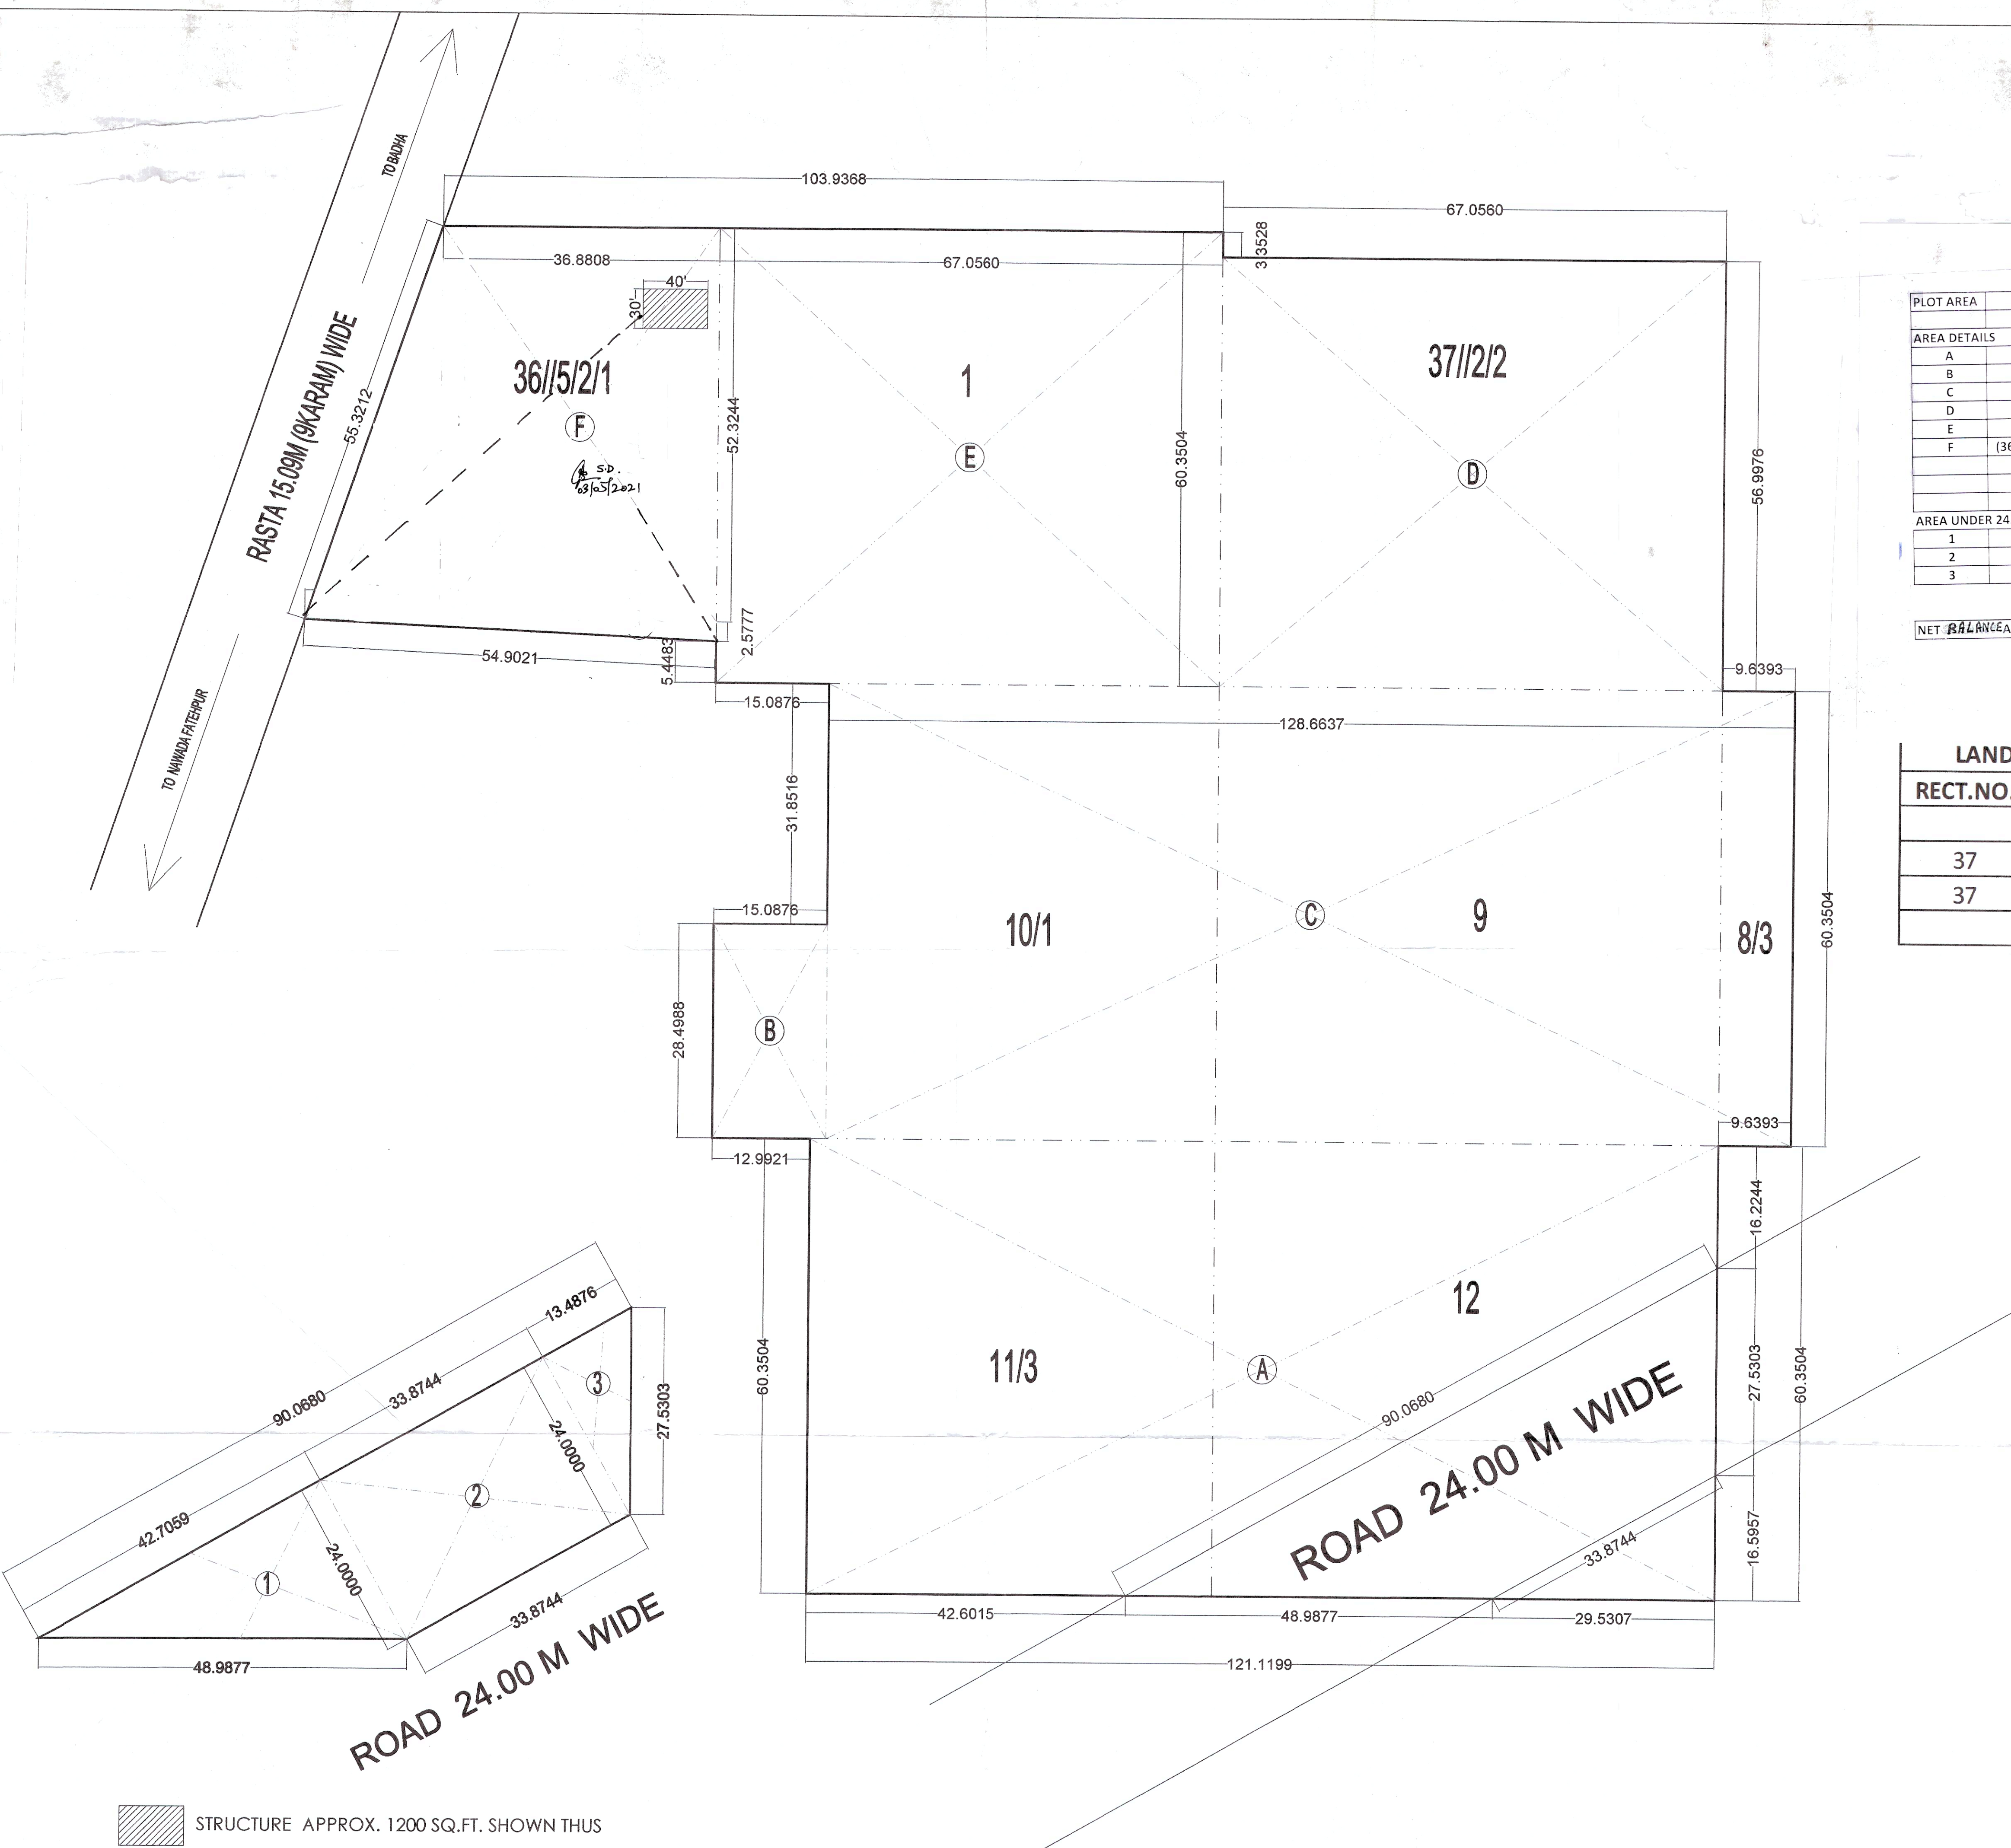 TO BADHA
103.9368
67.0560
3.3528
36.8808
67.0560
40'
30'
RASTA 15.09M (9KARAM) WIDE
55.3212
36//5/2/1
F
S.D.
03/05/2021
52.3244
1
E
60.3504
37//2/2
D
56.9976
PLOT AREA
AREA DETAILS
A
B
C
D
E
F
(36
AREA UNDER 24
1
2
3
NET BALANCE A
54.9021
5.4483
2.5777
9.6393
15.0876
128.6637
TO NAWADA FATEHPUR
31.8516
LAND
RECT.NO.
37
37
15.0876
10/1
C
9
8/3
60.3504
28.4988
B
12.9921
9.6393
16.2244
60.3504
11/3
12
A
90.0680
27.5303
60.3504
ROAD 24.00 M WIDE
33.8744
16.5957
42.6015
48.9877
29.5307
121.1199
90.0680
13.4876
33.8744
42.7059
3
27.5303
24.0000
2
24.0000
1
33.8744
48.9877
ROAD 24.00 M WIDE
STRUCTURE APPROX. 1200 SQ.FT. SHOWN THUS